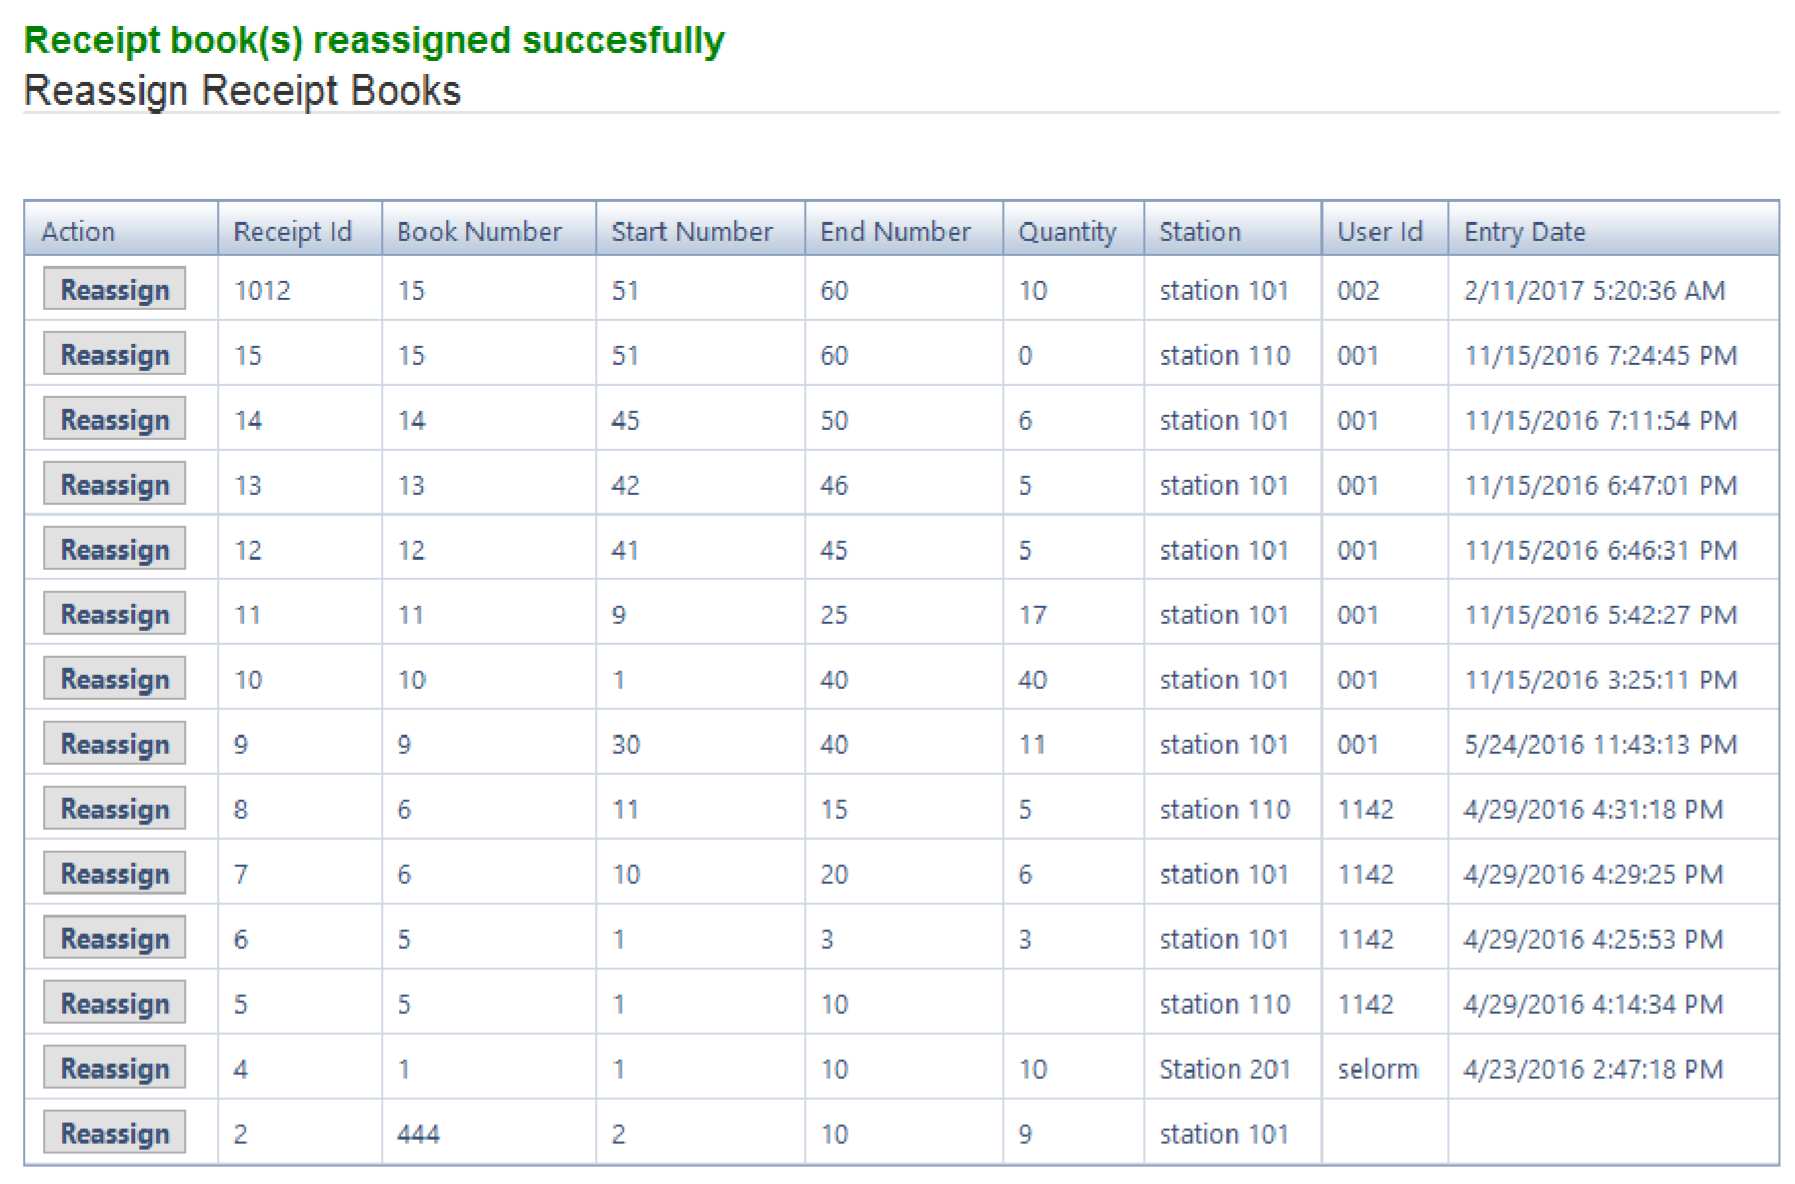 Receipt book(s) reassigned succesfully
Reassign Receipt Books
Action Receipt Id Book Number Start Number End Number Quantity Station User Id Entry Date
Reassign 1012 15 51 60 10 station 101 002 2/11/2017 5:20:36 AM
Reassign 15 15 51 60 0 station 110 001 11/15/2016 7:24:45 PM
Reassign 14 14 45 50 6 station 101 001 11/15/2016 7:11:54 PM
Reassign 13 13 42 46 5 station 101 001 11/15/2016 6:47:01 PM
Reassign 12 12 41 45 5 station 101 001 11/15/2016 6:46:31 PM
Reassign 11 11 9 25 17 station 101 001 11/15/2016 5:42:27 PM
Reassign 10 10 1 40 40 station 101 001 11/15/2016 3:25:11 PM
Reassign 9 9 30 40 11 station 101 001 5/24/2016 11:43:13 PM
Reassign 8 6 11 15 5 station 110 1142 4/29/2016 4:31:18 PM
Reassign 7 6 10 20 6 station 101 1142 4/29/2016 4:29:25 PM
Reassign 6 5 1 3 3 station 101 1142 4/29/2016 4:25:53 PM
Reassign 5 5 1 10 station 110 1142 4/29/2016 4:14:34 PM
Reassign 4 1 1 10 10 Station 201 selorm 4/23/2016 2:47:18 PM
Reassign 2 444 2 10 9 station 101